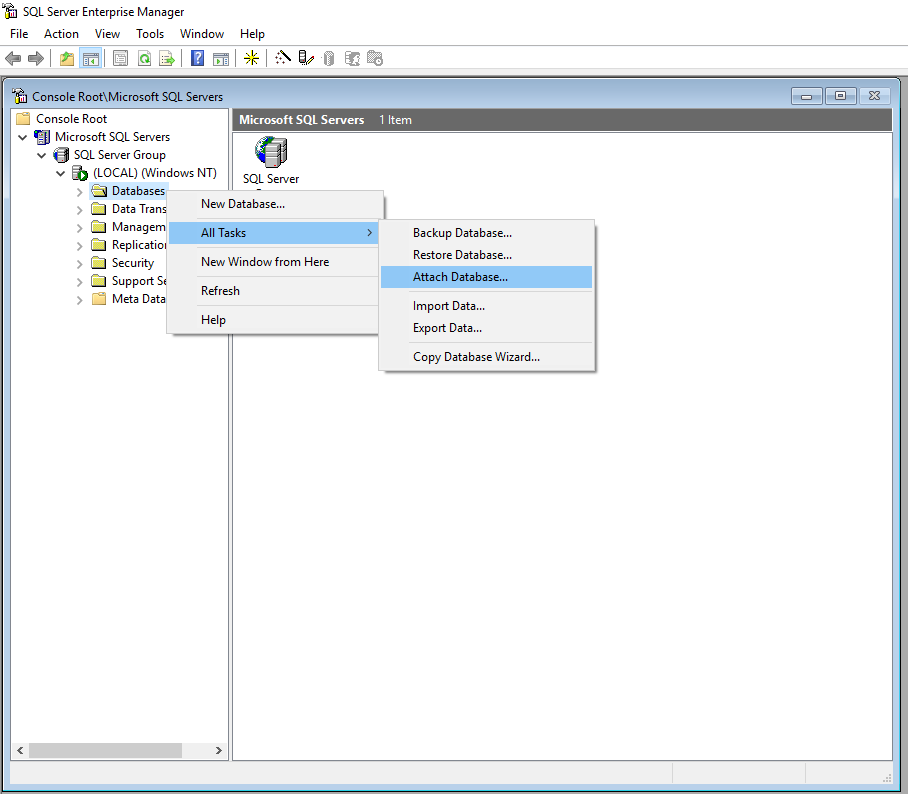 SQL Server Enterprise Manager
File Action View Tools Window Help
Console Root\Microsoft SQL Servers
Console Root
Microsoft SQL Servers
SQL Server Group
(LOCAL) (Windows NT)
Databases
Data Trans
Managem
Replication
Security
Support Se
Meta Data
Microsoft SQL Servers 1 Item
SQL Server
New Database...
All Tasks
New Window from Here
Refresh
Help
Backup Database...
Restore Database...
Attach Database...
Import Data...
Export Data...
Copy Database Wizard...